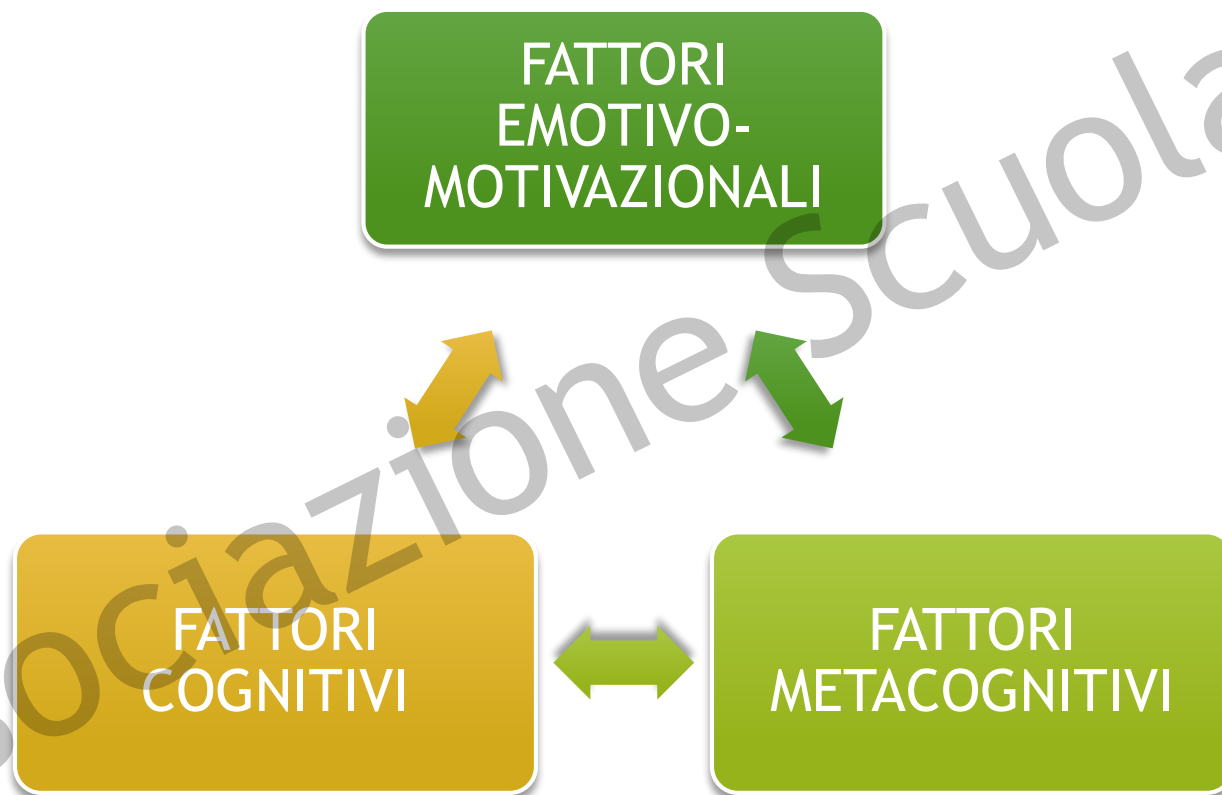 FATTORI
EMOTIVO-
MOTIVAZIONALI
FATTORI
COGNITIVI
FATTORI
METACOGNITIVI
ociazione Scuola